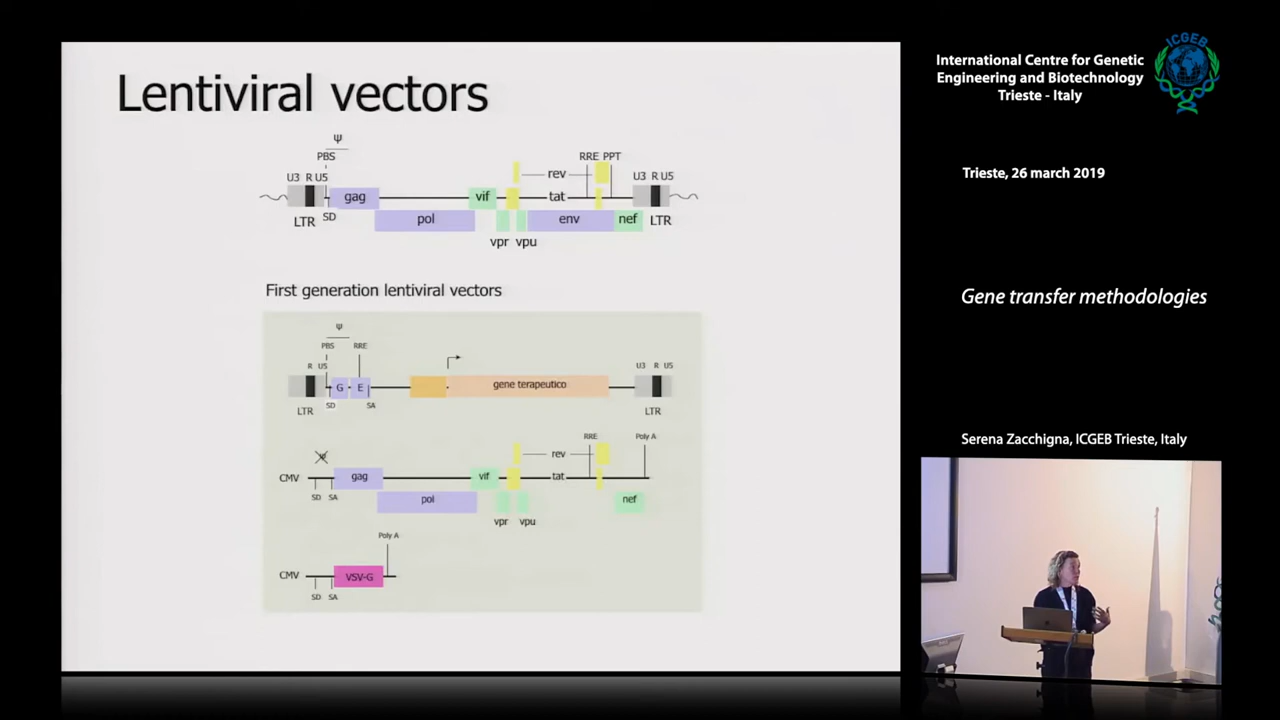 Lentiviral vectors
ψ
PBS
RRE PPT
U3 R U5
rev
U3 R U5
gag
vif
tat
LTR
SD
pol
env
nef
LTR
vpr
vpu
First generation lentiviral vectors
ψ
PBS
RRE
R U5
U3 R U5
G
E
gene terapeutico
SD
SA
LTR
LTR
ψ
RRE
Poly A
rev
CMV
gag
vif
tat
SD
SA
pol
nef
vpr
vpu
Poly A
CMV
VSV-G
SD
SA
International Centre for Genetic
Engineering and Biotechnology
Trieste - Italy
ICGEB
Trieste, 26 march 2019
Gene transfer methodologies
Serena Zacchigna, ICGEB Trieste, Italy